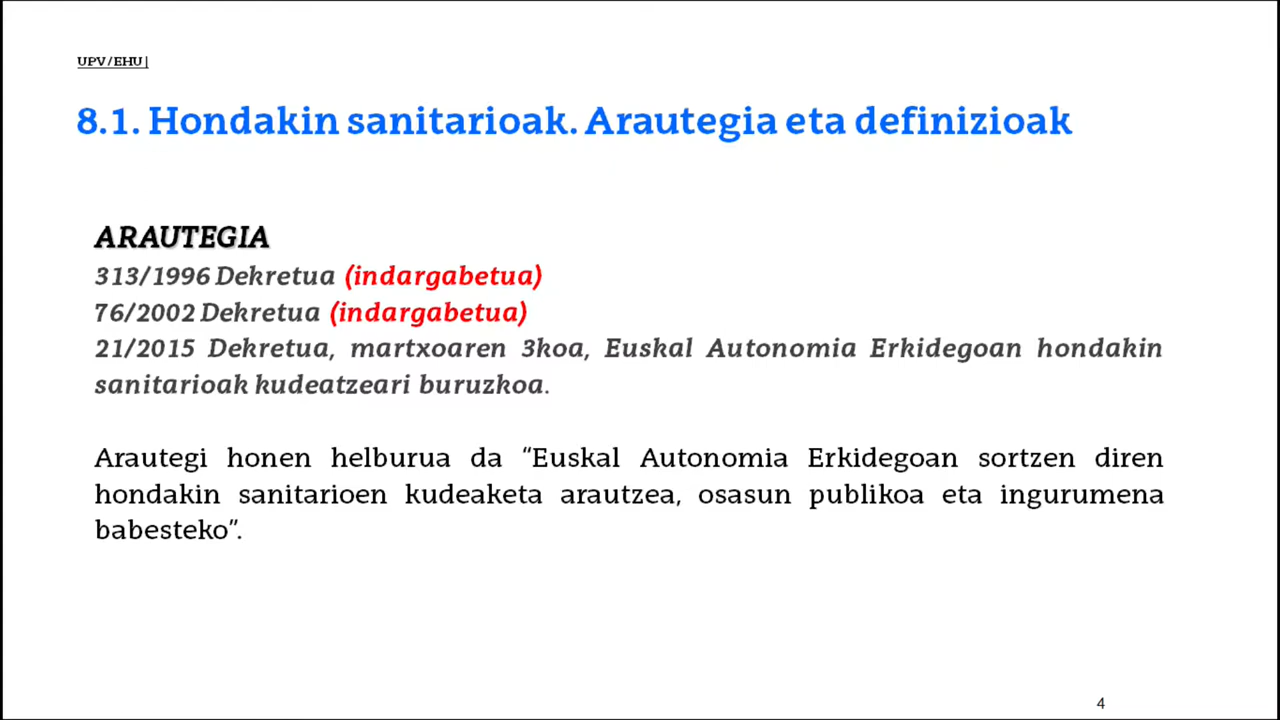 UPV/EHU|
8.1. Hondakin sanitarioak. Arautegia eta definizioak
ARAUTEGIA
313/1996 Dekretua (indargabetua)
76/2002 Dekretua (indargabetua)
21/2015 Dekretua, martxoaren 3koa, Euskal Autonomia Erkidegoan hondakin
sanitarioak kudeatzeari buruzkoa.
Arautegi honen helburua da “Euskal Autonomia Erkidegoan sortzen diren
hondakin sanitarioen kudeaketa arautzea, osasun publikoa eta ingurumena
babesteko”.
4